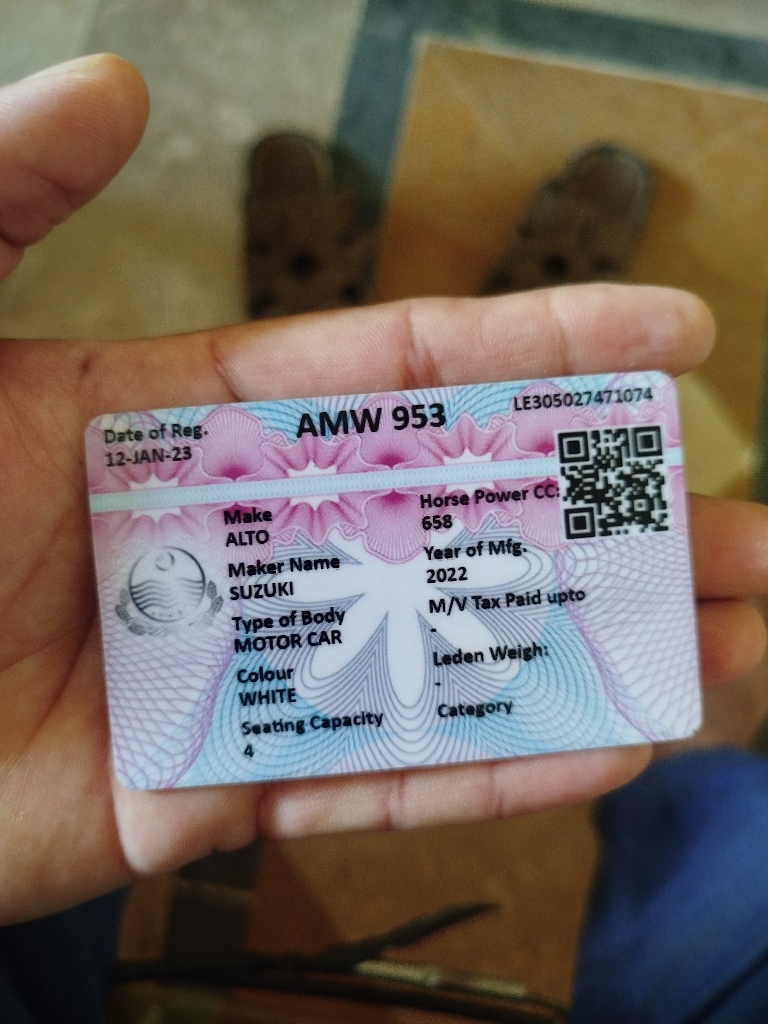 Date of Reg.
12-JAN-23
AMW 953
LE305027471074
Make
ALTO
Maker Name
SUZUKI
Type of Body
MOTOR CAR
Colour
WHITE
Seating Capacity
4
Horse Power CC:
658
Year of Mfg.
2022
M/V Tax Paid upto
-
Leden Weigh:
-
Category